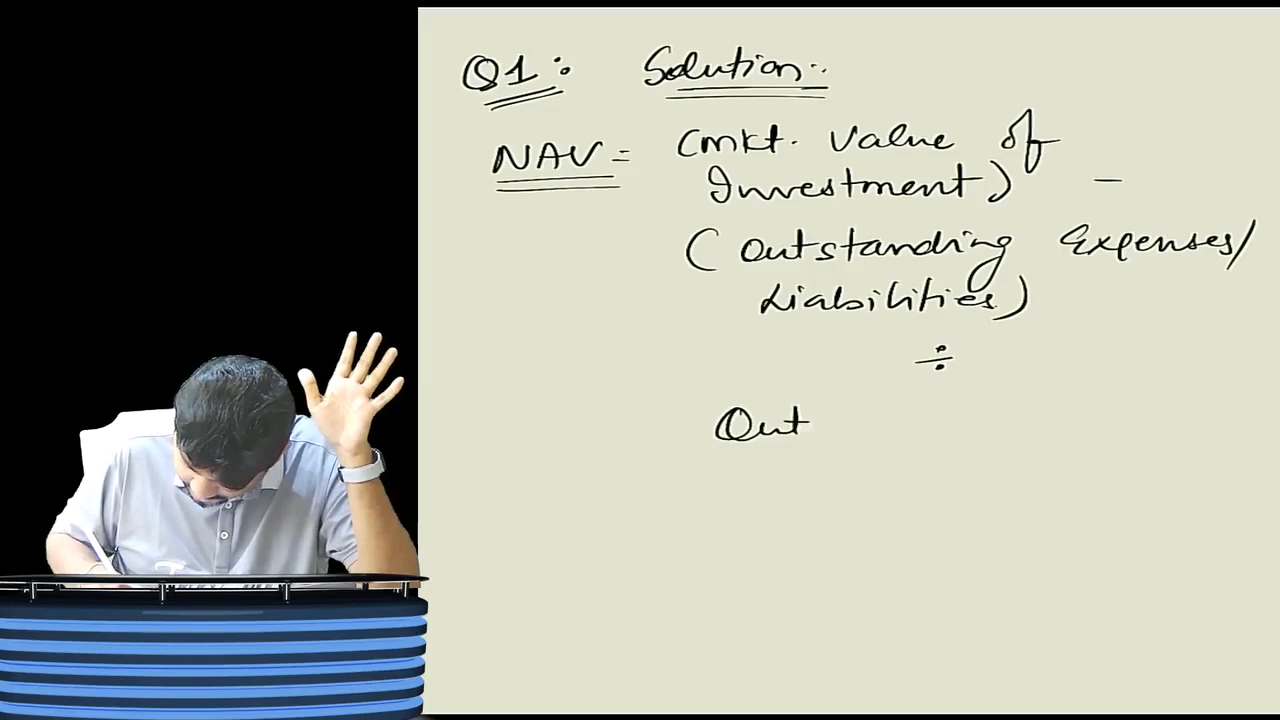 Q1: Solution:
NAV = (mkt. Value of
Investment) -
(Outstanding Expenses/
Liabilities)
÷
Out